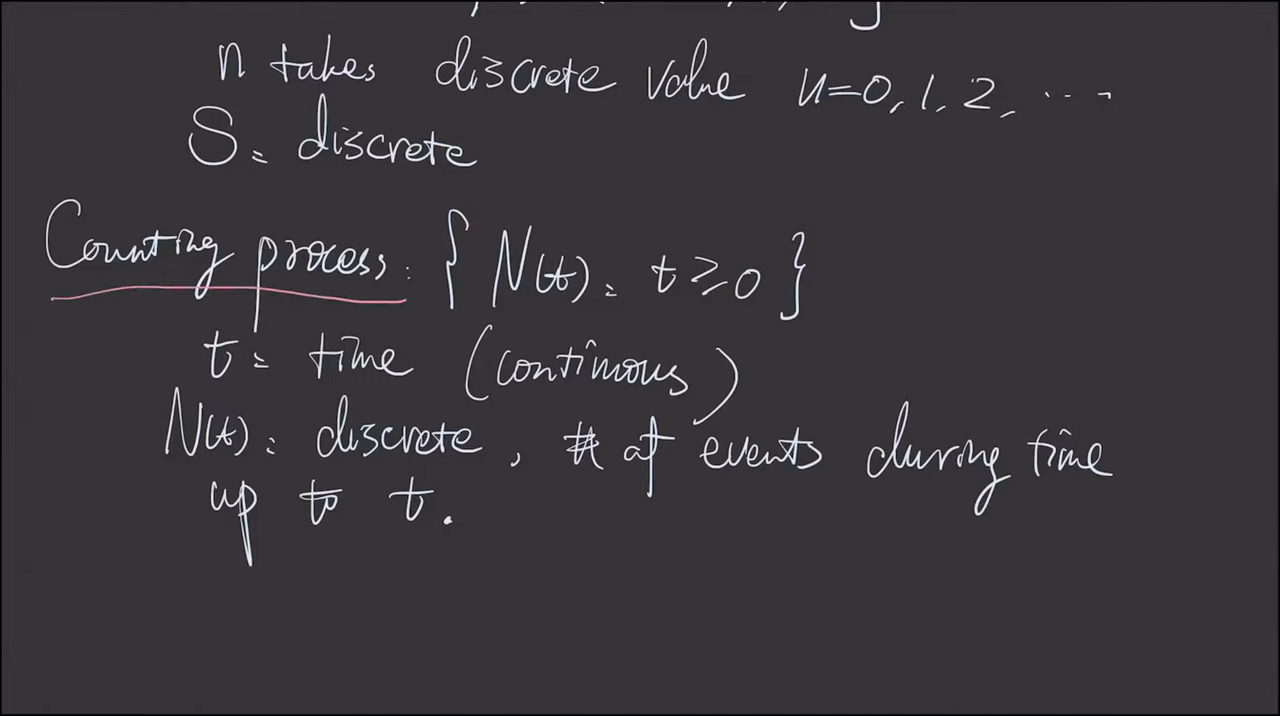 n takes discrete value n=0, 1, 2, ...
S: discrete
Counting process: { N(t): t ≥ 0 }
t: time (continuous)
N(t): discrete, # of events during time
up to t.